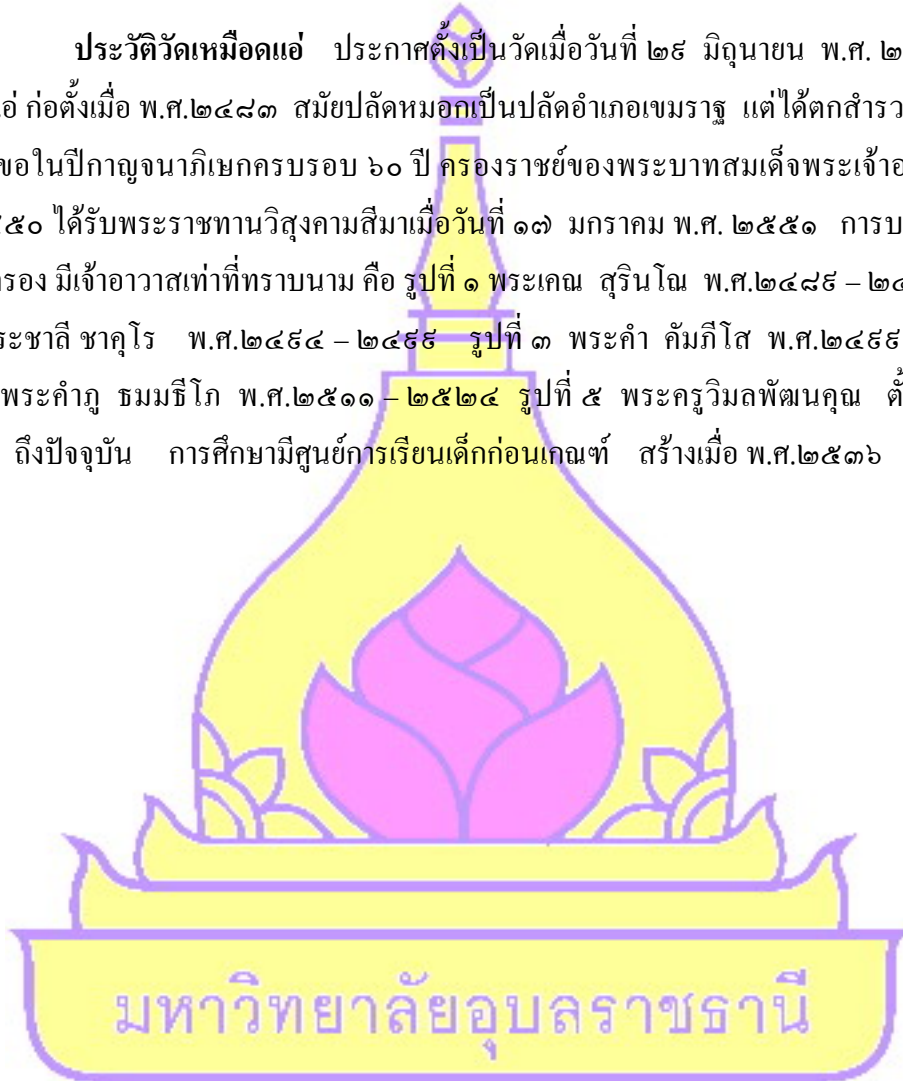 ประวัติวัดเหมือดแอ่ ประกาศตั้งเป็นวัดเมื่อวันที่ ๒๙ มิถุนายน พ.ศ. ๒
อ่ ก่อตั้งเมื่อ พ.ศ.๒๔๘๓ สมัยปลัดหมอกเป็นปลัดอำเภอเขมราฐ แต่ได้ตกสำรว
ขอในปีกาญจนาภิเษกครบรอบ ๖๐ ปี ครองราชย์ของพระบาทสมเด็จพระเจ้าอ
๕๐ ได้รับพระราชทานวิสุงคามสีมาเมื่อวันที่ ๑๗ มกราคม พ.ศ. ๒๕๕๑ การบ
รอง มีเจ้าอาวาสเท่าที่ทราบนาม คือ รูปที่ ๑ พระเคณ สุรินโณ พ.ศ.๒๔๘๙ – ๒๔
ระชาลี ชาคุโร พ.ศ.๒๔๙๔ – ๒๔๙๙ รูปที่ ๓ พระคำ คัมภีโส พ.ศ.๒๔๙๙
พระคำภู ธมมธีโภ พ.ศ.๒๕๑๑ – ๒๕๒๔ รูปที่ ๕ พระครูวิมลพัฒนคุณ ตั้
ถึงปัจจุบัน การศึกษามีศูนย์การเรียนเด็กก่อนเกณฑ์ สร้างเมื่อ พ.ศ.๒๕๓๖
มหาวิทยาลัยอุบลราชธานี